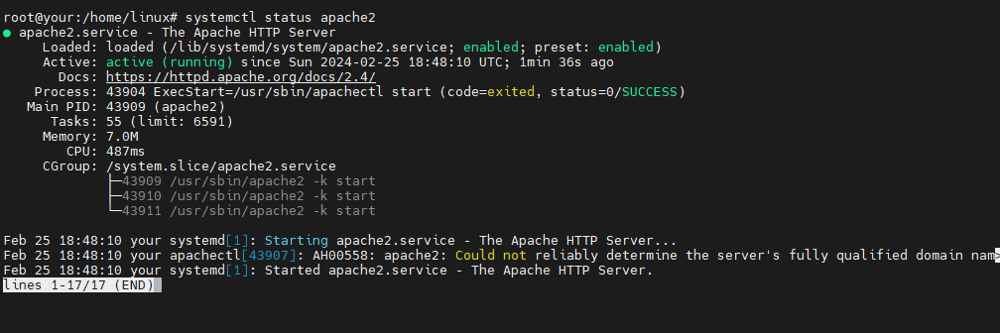 root@your:/home/linux# systemctl status apache2
● apache2.service - The Apache HTTP Server
     Loaded: loaded (/lib/systemd/system/apache2.service; enabled; preset: enabled)
     Active: active (running) since Sun 2024-02-25 18:48:10 UTC; 1min 36s ago
       Docs: https://httpd.apache.org/docs/2.4/
    Process: 43904 ExecStart=/usr/sbin/apachectl start (code=exited, status=0/SUCCESS)
   Main PID: 43909 (apache2)
      Tasks: 55 (limit: 6591)
     Memory: 7.0M
        CPU: 487ms
     CGroup: /system.slice/apache2.service
             ├─43909 /usr/sbin/apache2 -k start
             ├─43910 /usr/sbin/apache2 -k start
             └─43911 /usr/sbin/apache2 -k start

Feb 25 18:48:10 your systemd[1]: Starting apache2.service - The Apache HTTP Server...
Feb 25 18:48:10 your apachectl[43907]: AH00558: apache2: Could not reliably determine the server's fully qualified domain nam>
Feb 25 18:48:10 your systemd[1]: Started apache2.service - The Apache HTTP Server.
lines 1-17/17 (END)